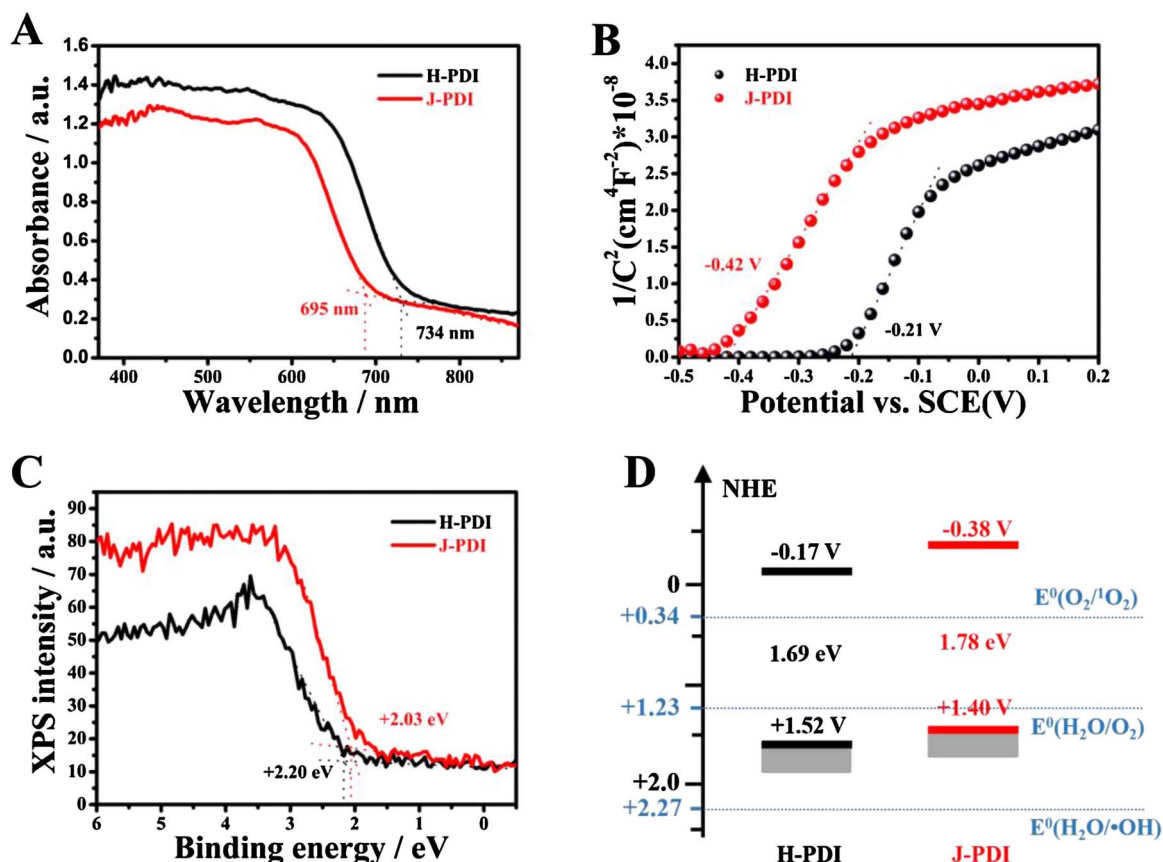 A
Absorbance / a.u.
1.6
1.4
1.2
1.0
0.8
0.6
0.4
0.2
0.0
H-PDI
J-PDI
695 nm
734 nm
400 500 600 700 800
Wavelength / nm
B
1/C²(cm⁴F⁻²)*10⁻⁸
4.0
3.5
3.0
2.5
2.0
1.5
1.0
0.5
0.0
H-PDI
J-PDI
-0.42 V
-0.21 V
-0.5 -0.4 -0.3 -0.2 -0.1 0.0 0.1 0.2
Potential vs. SCE(V)
C
XPS intensity / a.u.
90
80
70
60
50
40
30
20
10
0
H-PDI
J-PDI
+2.03 eV
+2.20 eV
6 5 4 3 2 1 0
Binding energy / eV
D
NHE
-0.17 V
-0.38 V
0
E⁰(O₂/¹O₂)
+0.34
1.69 eV
1.78 eV
+1.23
+1.40 V
+1.52 V
E⁰(H₂O/O₂)
+2.0
+2.27
E⁰(H₂O/•OH)
H-PDI
J-PDI